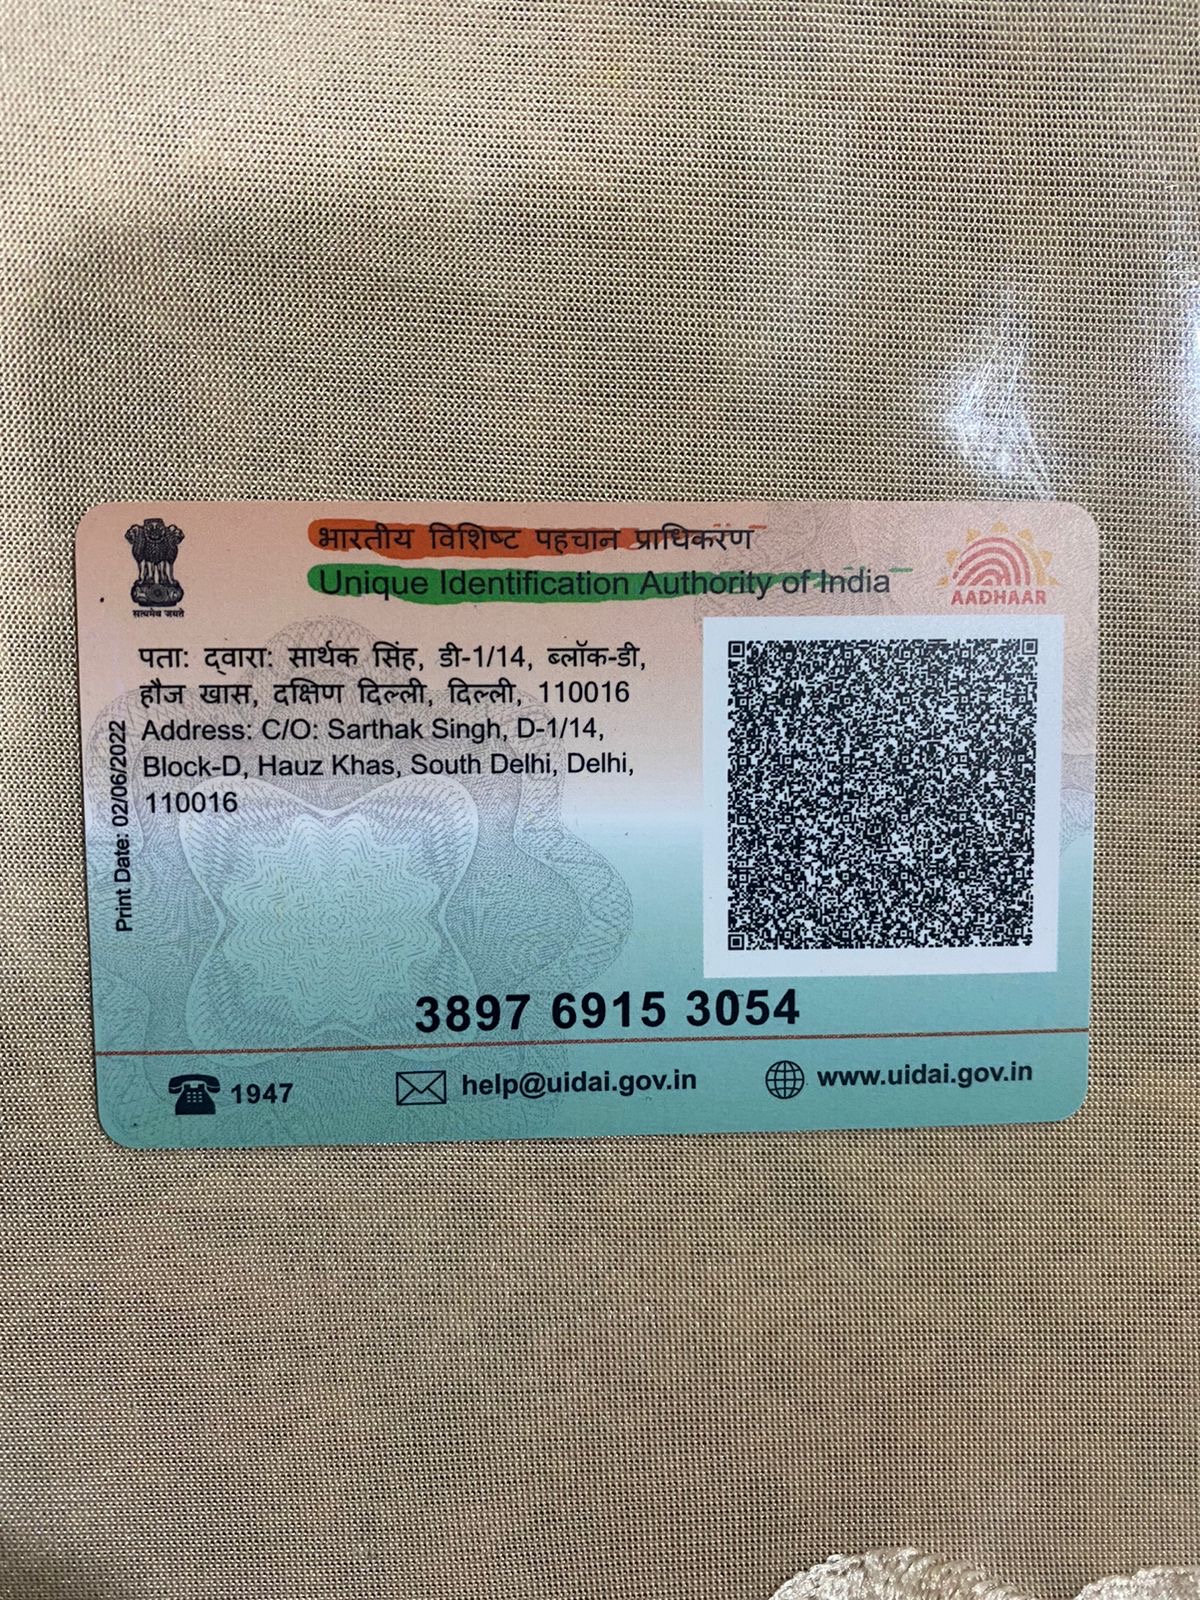 भारतीय विशिष्ट पहचान प्राधिकरण
Unique Identification Authority of India
AADHAAR
सत्यमेव जयते
पता: द्वारा: सार्थक सिंह, डी-1/14, ब्लॉक-डी,
हौज खास, दक्षिण दिल्ली, दिल्ली, 110016
Address: C/O: Sarthak Singh, D-1/14,
Block-D, Hauz Khas, South Delhi, Delhi,
110016
Print Date: 02/06/2022
3897 6915 3054
1947
help@uidai.gov.in
www.uidai.gov.in